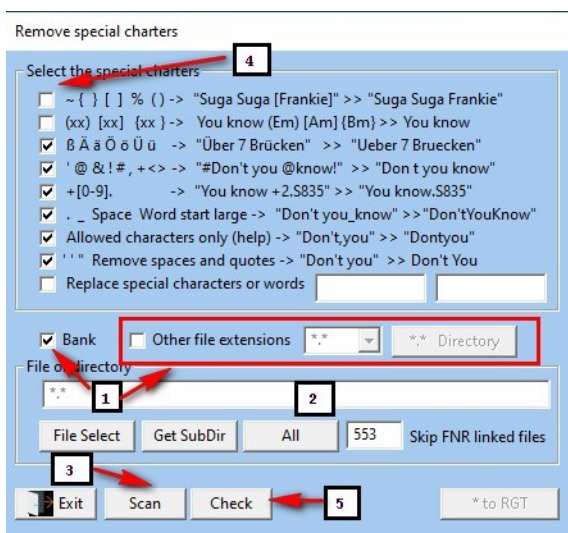 Remove special charters
4
Select the special charters
~ { } [ ] % ( ) -> "Suga Suga [Frankie]" >> "Suga Suga Frankie"
(xx) [xx] {xx } -> You know (Em) [Am] {Bm} >> You know
ß Ä ä Ö ö Ü ü -> "Über 7 Brücken" >> "Ueber 7 Bruecken"
' @ & ! # , + <> -> "#Don't you @know!" >> "Don t you know"
+[0-9]. -> "You know +2.S835" >> "You know.S835"
. _ Space Word start large -> "Don't you_know" >>"Don'tYouKnow"
Allowed characters only (help) -> "Don't,you" >> "Dontyou"
' ' " Remove spaces and quotes -> "Don't you" >> Don't You
Replace special characters or words
Bank Other file extensions *.* *.* Directory
File or directory
*.*
1 2
File Select Get SubDir All 553 Skip FNR linked files
3
Exit Scan Check 5 * to RGT